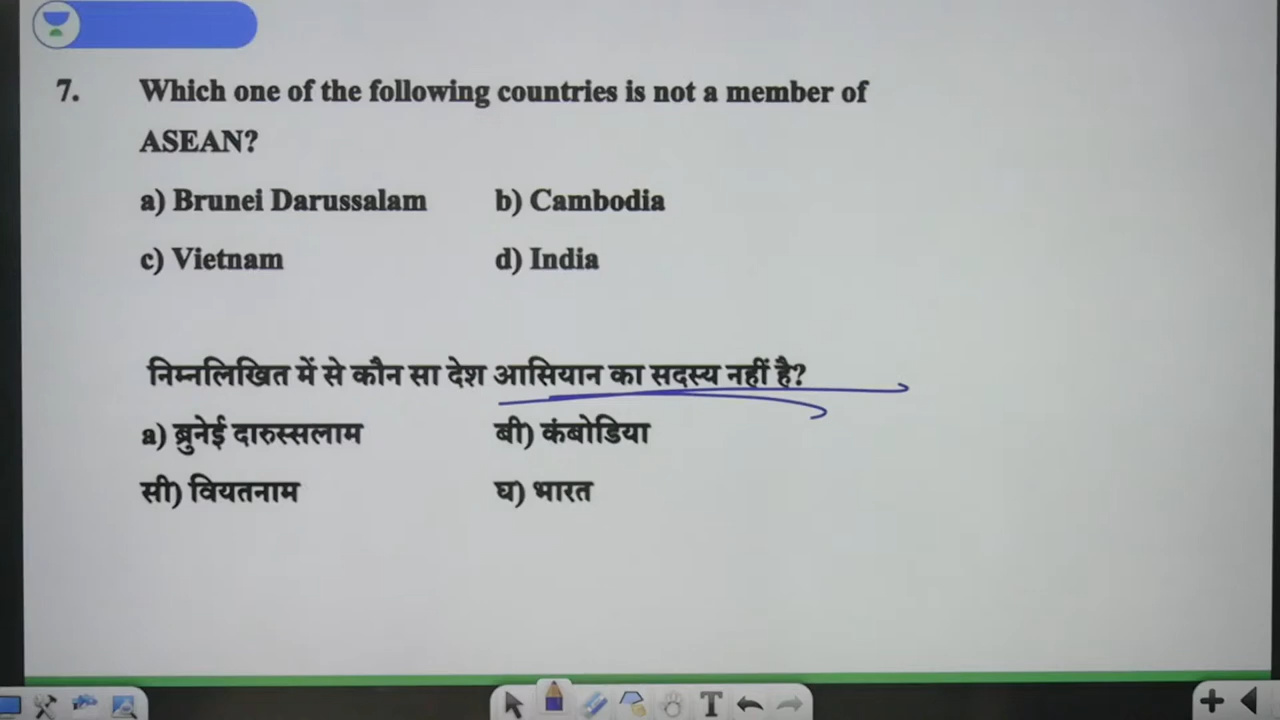 7. Which one of the following countries is not a member of
ASEAN?
a) Brunei Darussalam b) Cambodia
c) Vietnam d) India
निम्नलिखित में से कौन सा देश आसियान का सदस्य नहीं है?
a) ब्रुनेई दारुस्सलाम बी) कंबोडिया
सी) वियतनाम घ) भारत
T